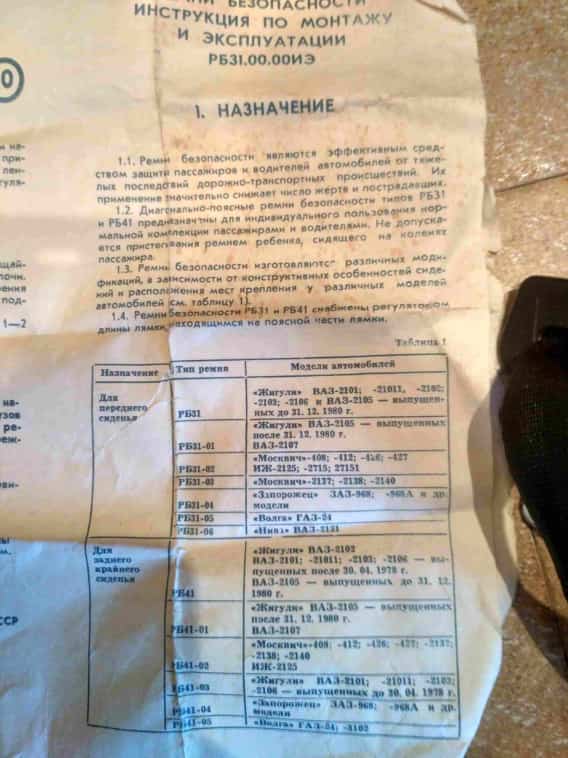 БЕЗОПАСНОСТИ
ИНСТРУКЦИЯ ПО МОНТАЖУ
И ЭКСПЛУАТАЦИИ
РБ31.00.00ИЭ
1. НАЗНАЧЕНИЕ
1.1. Ремни безопасности являются эффективным сред-
ством защиты пассажиров и водителей автомобилей от тяже-
лых последствий дорожно-транспортных происшествий. Их
применение значительно снижает число жертв и пострадавших.
1.2. Диагонально-поясные ремни безопасности типов РБ31
и РБ41 предназначены для индивидуального пользования нор-
мальной комплекции пассажирами и водителями. Не допуска-
ется пристегивания ремнем ребенка, сидящего на коленях
пассажира.
1.3. Ремни безопасности изготовляются различных моди-
фикаций, в зависимости от конструктивных особенностей сиде-
ний и расположения мест крепления у различных моделей
автомобилей (см. таблицу 1).
1.4. Ремни безопасности РБ31 и РБ41 снабжены регулятором
длины лямки, находящимся на поясной части лямки.
1—2
СССР
Таблица 1
Назначение Тип ремня Модели автомобилей
Для переднего сиденья
РБ31 «Жигули» ВАЗ-2101; -21011, -2102;
-2103; -2106 и ВАЗ-2105 — выпущен-
ных до 31. 12. 1980 г.
РБ31-01 «Жигули» ВАЗ-2105 — выпущенных
после 31. 12. 1980 г.
ВАЗ-2107
РБ31-02 «Москвич»-408; -412; -426; -427
ИЖ-2125; -2715; 27151
РБ31-03 «Москвич»-2137; -2138; -2140
РБ31-04 «Запорожец» ЗАЗ-968; -968А и др.
модели
РБ31-05 «Волга» ГАЗ-24
РБ31-06 «Нива» ВАЗ-2121
Для заднего крайнего сиденья
РБ41 «Жигули» ВАЗ-2102
ВАЗ-2101; -21011; -2103; -2106 — вы-
пущенных после 20. 04. 1978 г.
ВАЗ-2105 — выпущенных до 31. 12.
1980 г.
РБ41-01 «Жигули» ВАЗ-2105 — выпущенных
после 31. 12. 1980 г.
ВАЗ-2107
РБ41-02 «Москвич»-408; -412; -426; -427; -2137;
-2138; -2140
ИЖ-2125
РБ41-03 «Жигули» ВАЗ-2101; -21011; -2103;
-2106 — выпущенных до 20. 04. 1978 г.
РБ41-04 «Запорожец» ЗАЗ-968; -968А и др.
модели
РБ41-05 «Волга» ГАЗ-24; -3102